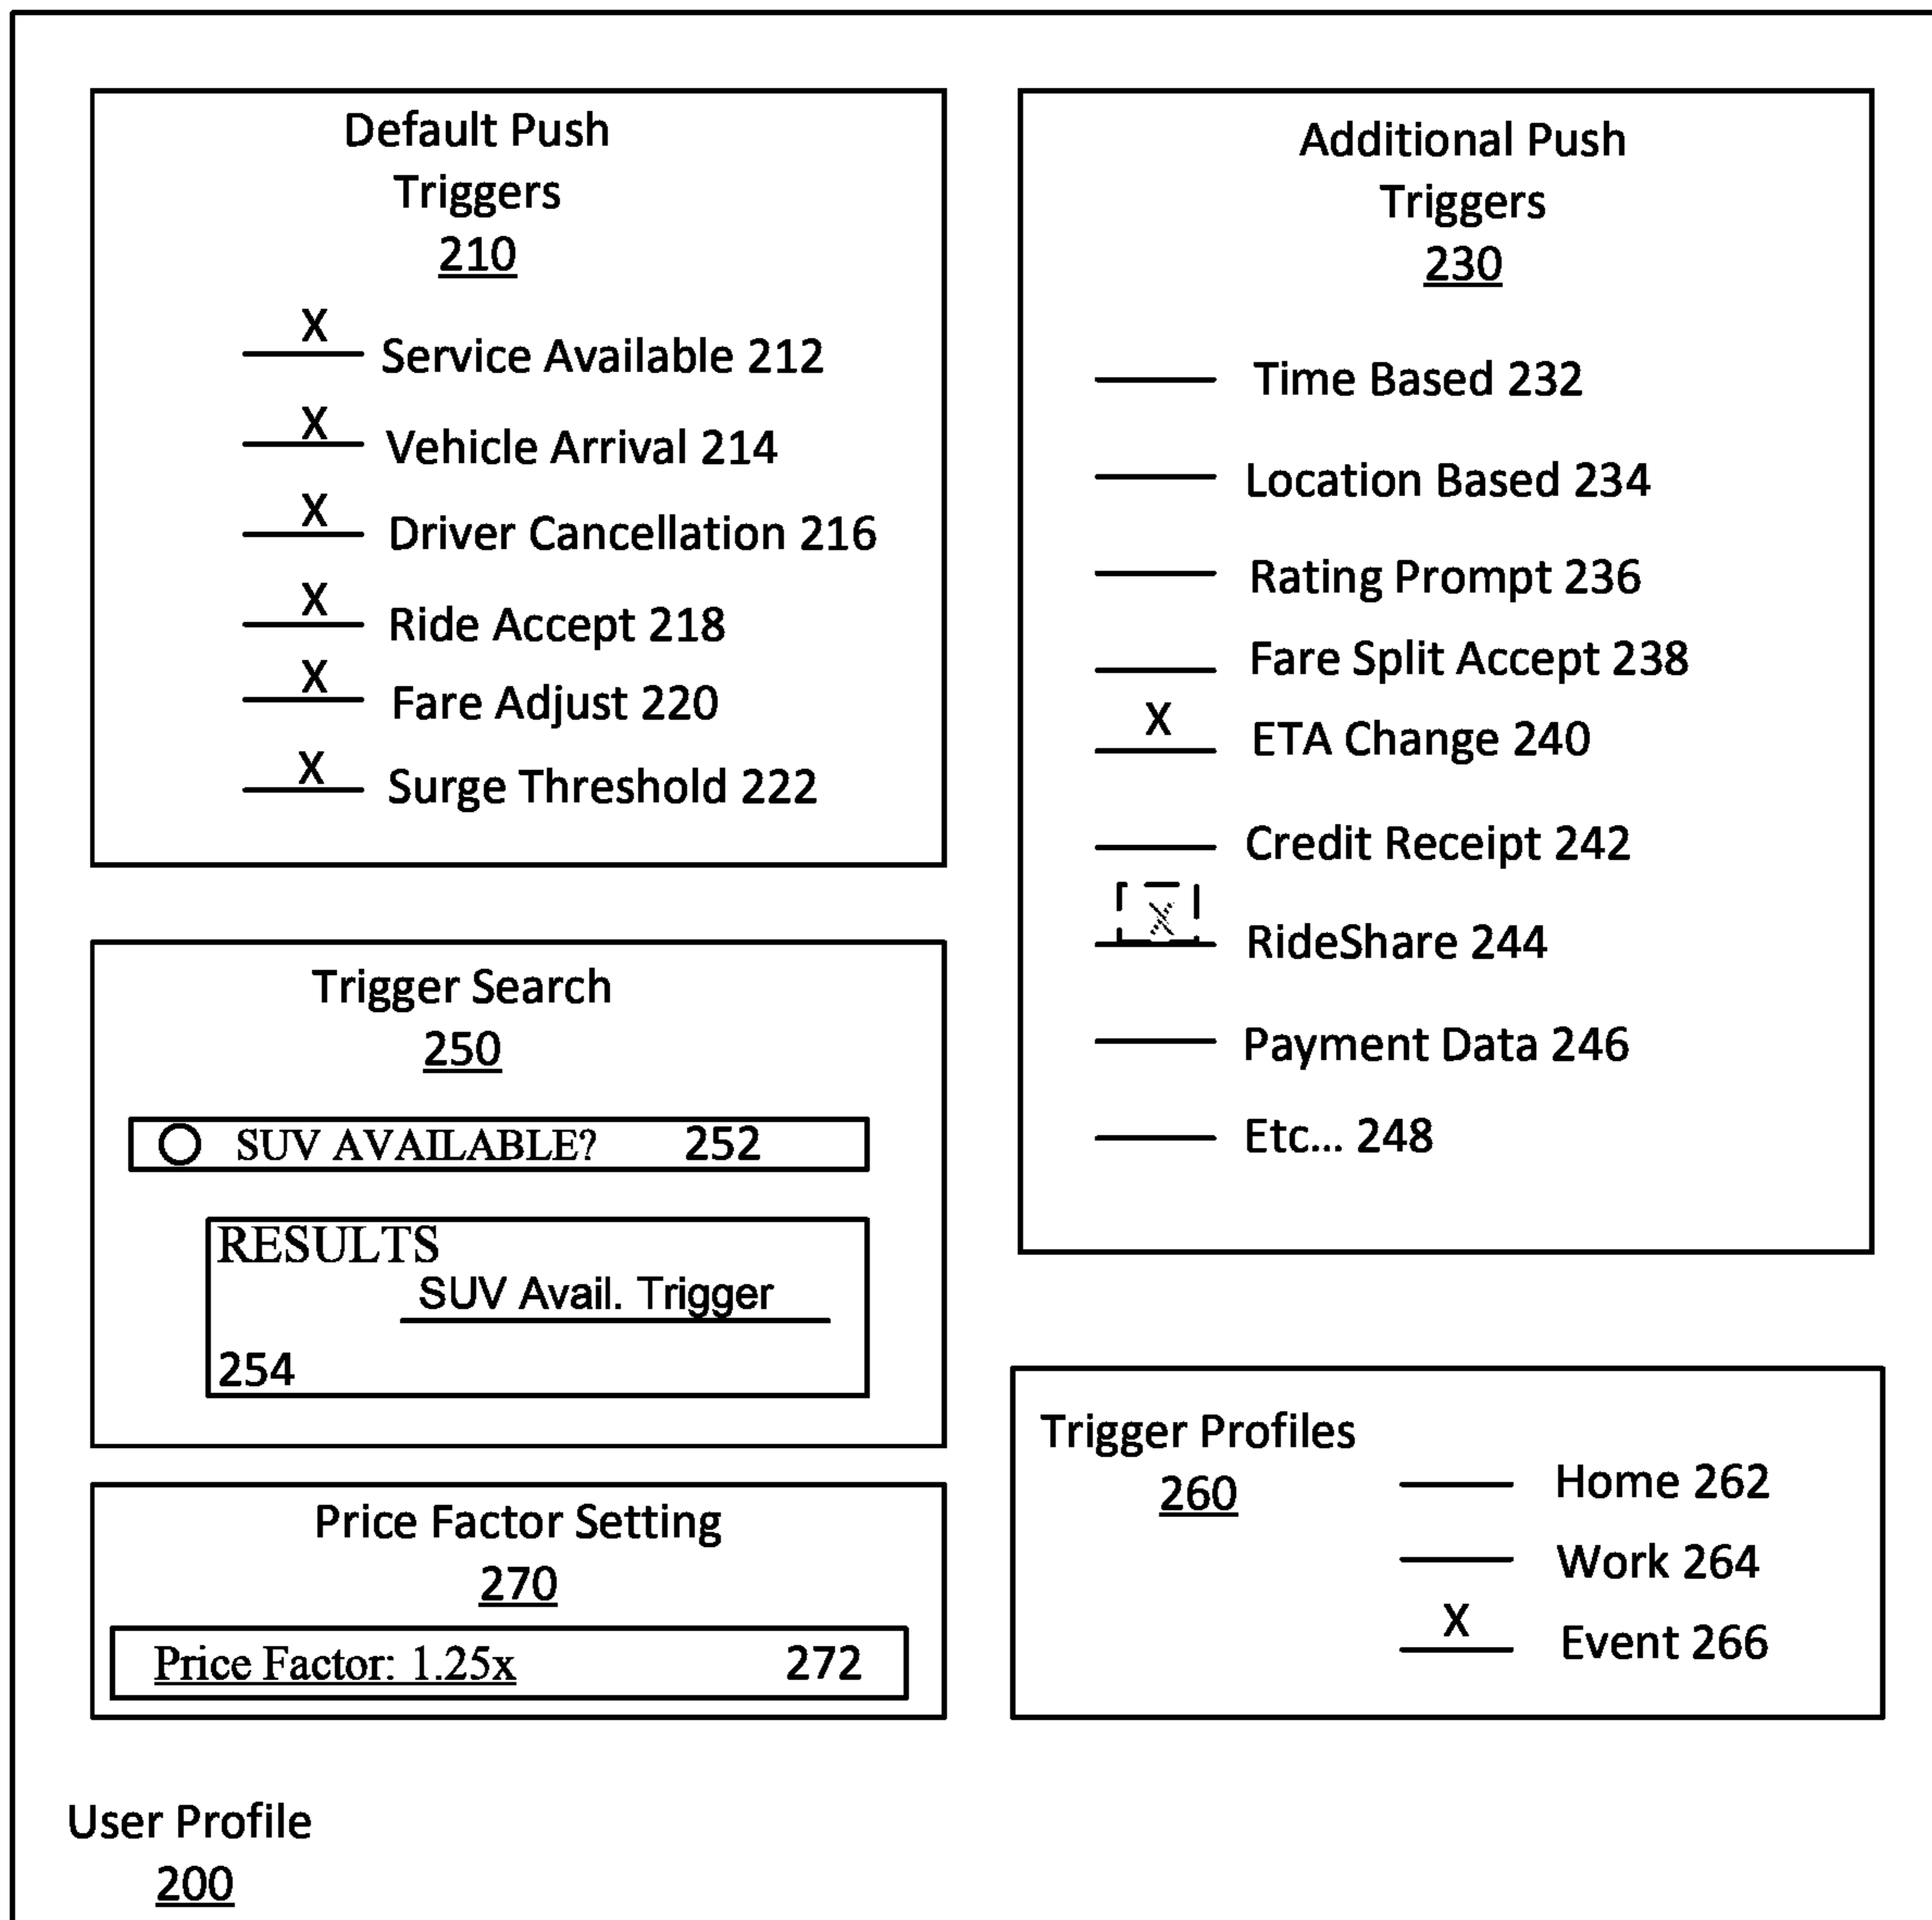 Default Push
Triggers
210
X Service Available 212
X Vehicle Arrival 214
X Driver Cancellation 216
X Ride Accept 218
X Fare Adjust 220
X Surge Threshold 222
Additional Push
Triggers
230
Time Based 232
Location Based 234
Rating Prompt 236
Fare Split Accept 238
X ETA Change 240
Credit Receipt 242
X RideShare 244
Payment Data 246
Etc... 248
Trigger Search
250
SUV AVAILABLE? 252
RESULTS
SUV Avail. Trigger
254
Trigger Profiles
260
Home 262
Work 264
X Event 266
Price Factor Setting
270
Price Factor: 1.25x 272
User Profile
200